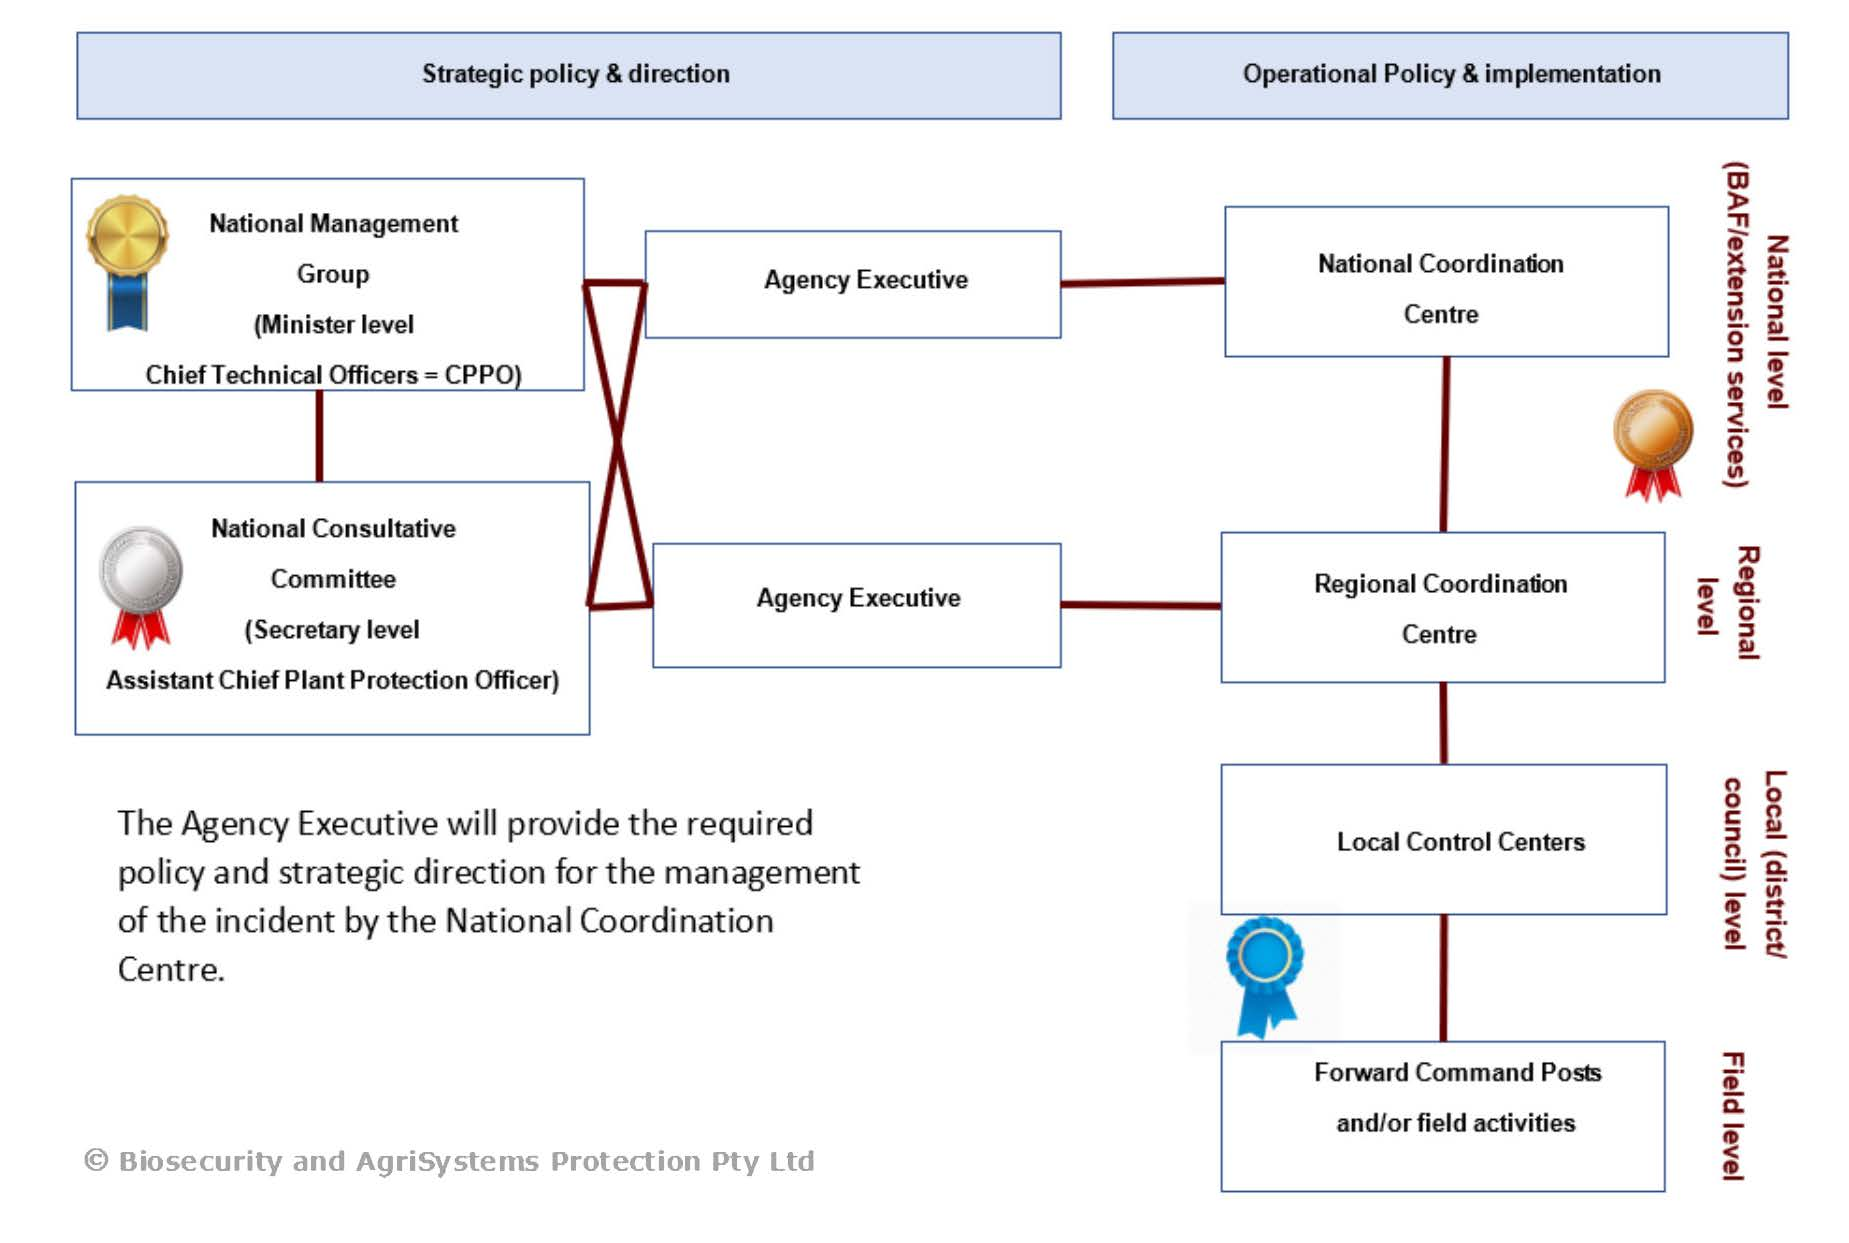 Strategic policy & direction
Operational Policy & implementation
National Management
Group
(Minister level
Chief Technical Officers = CPPO)
Agency Executive
National Coordination
Centre
National level
(BAF/extension services)
National Consultative
Committee
(Secretary level
Assistant Chief Plant Protection Officer)
Agency Executive
Regional Coordination
Centre
Regional
level
Local Control Centers
Local (district/
council) level
The Agency Executive will provide the required
policy and strategic direction for the management
of the incident by the National Coordination
Centre.
Forward Command Posts
and/or field activities
Field level
© Biosecurity and AgriSystems Protection Pty Ltd